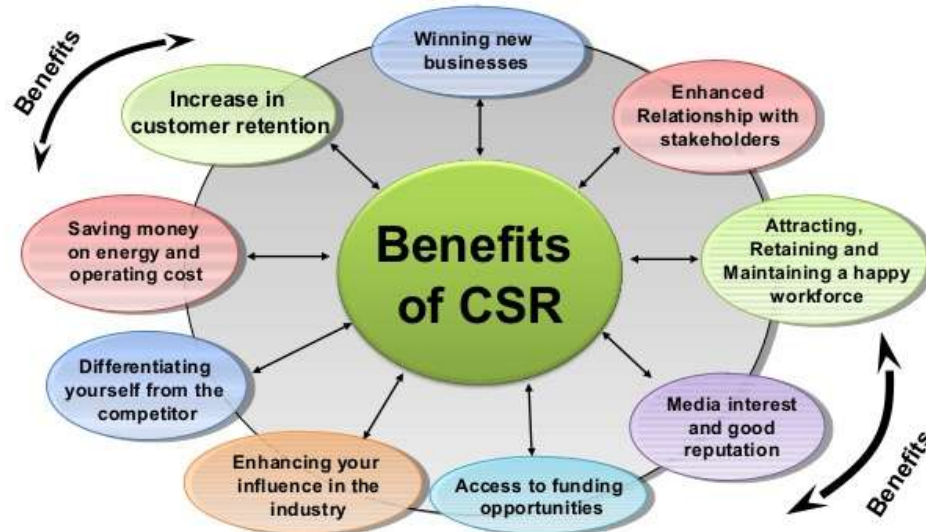 Benefits
Winning new
businesses
Increase in
customer retention
Enhanced
Relationship with
stakeholders
Saving money
on energy and
operating cost
Benefits
of CSR
Attracting,
Retaining and
Maintaining a happy
workforce
Differentiating
yourself from the
competitor
Media interest
and good
reputation
Enhancing your
influence in the
industry
Access to funding
opportunities
Benefits